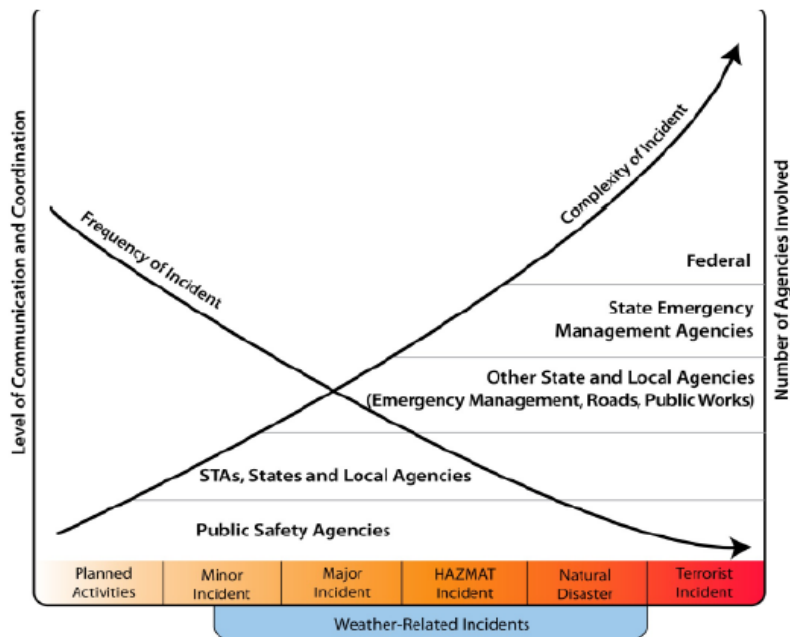 Level of Communication and Coordination
Frequency of Incident
Complexity of Incident
Number of Agencies Involved
Federal
State Emergency
Management Agencies
Other State and Local Agencies
(Emergency Management, Roads, Public Works)
STAs, States and Local Agencies
Public Safety Agencies
Planned
Activities
Minor
Incident
Major
Incident
HAZMAT
Incident
Natural
Disaster
Terrorist
Incident
Weather-Related Incidents